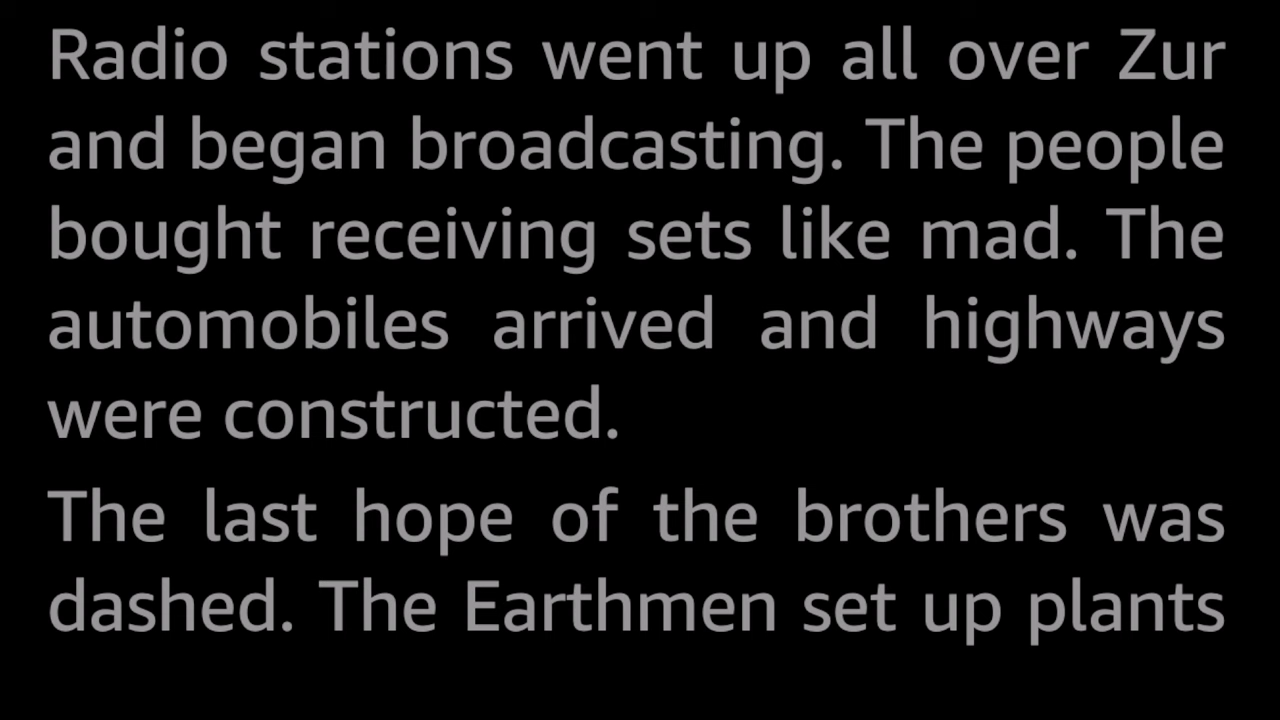 Radio stations went up all over Zur
and began broadcasting. The people
bought receiving sets like mad. The
automobiles arrived and highways
were constructed.
The last hope of the brothers was
dashed. The Earthmen set up plants